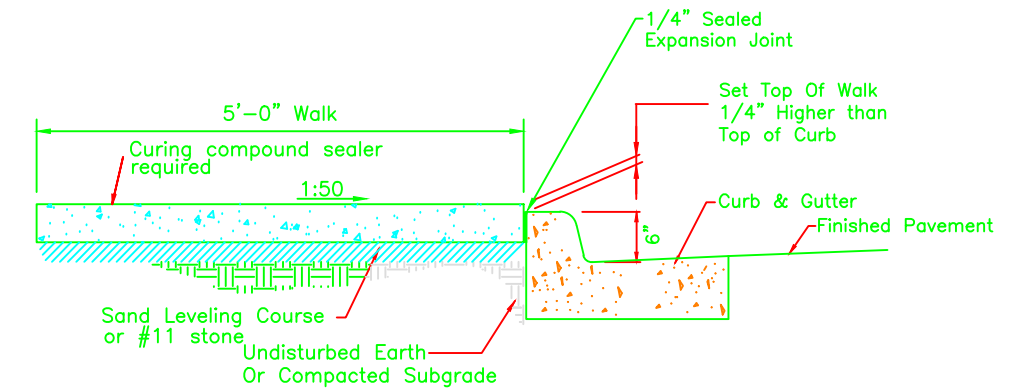 1/4" Sealed
Expansion Joint
Set Top Of Walk
1/4" Higher than
Top of Curb
5'-0" Walk
Curing compound sealer
required
1:50
Curb & Gutter
6"
Finished Pavement
Sand Leveling Course
or #11 stone
Undisturbed Earth
Or Compacted Subgrade